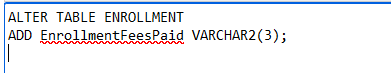 ALTER TABLE ENROLLMENT
ADD EnrollmentFeesPaid VARCHAR2(3);